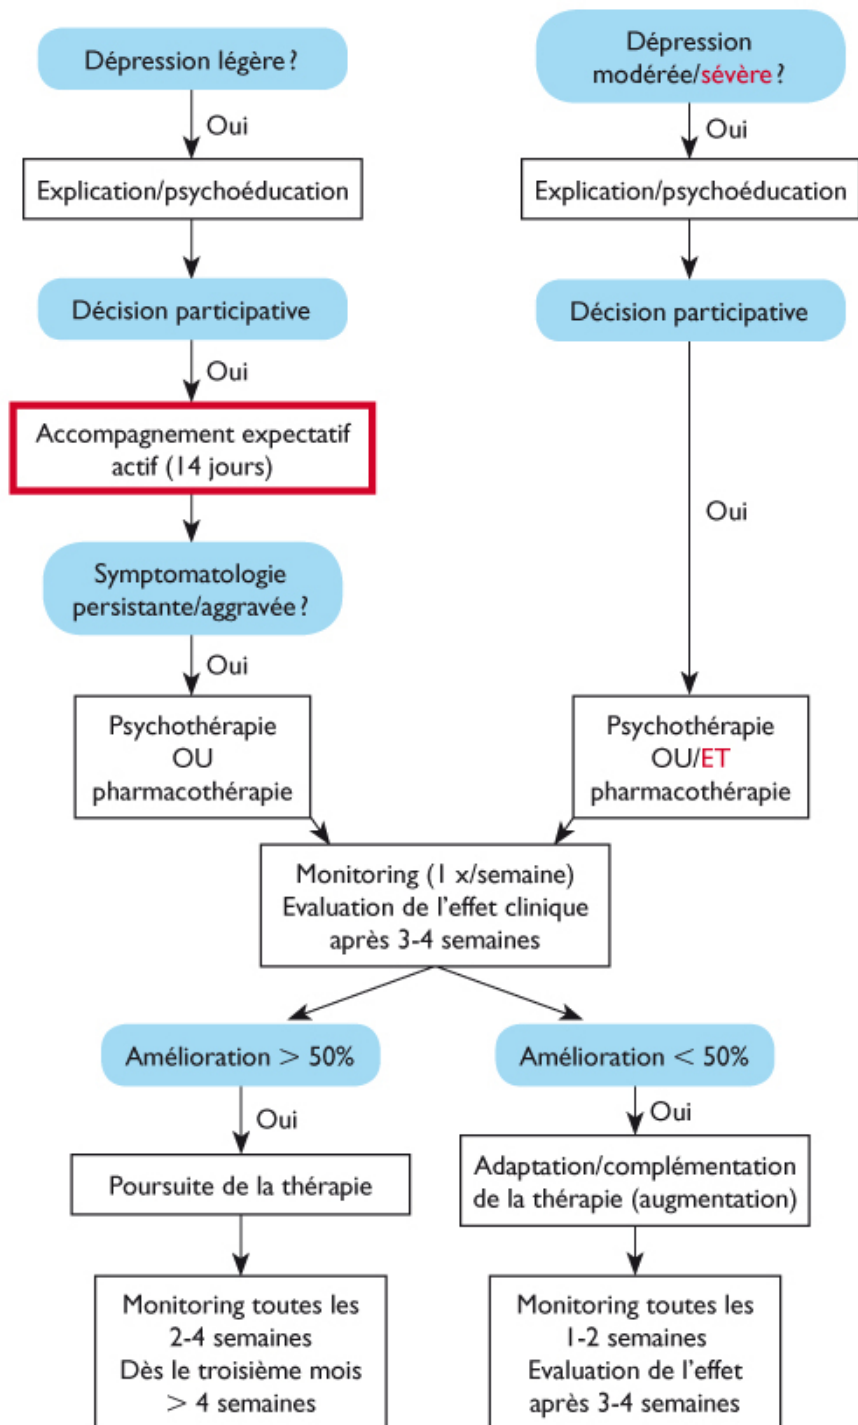 Dépression légère ?
Oui
Explication/psychoéducation
Décision participative
Oui
Accompagnement expectatif
actif (14 jours)
Symptomatologie
persistante/aggravée ?
Oui
Psychothérapie
OU
pharmacothérapie
Dépression
modérée/sévère ?
Oui
Explication/psychoéducation
Décision participative
Oui
Psychothérapie
OU/ET
pharmacothérapie
Monitoring (1 x/semaine)
Evaluation de l'effet clinique
après 3-4 semaines
Amélioration > 50%
Oui
Poursuite de la thérapie
Monitoring toutes les
2-4 semaines
Dès le troisième mois
> 4 semaines
Amélioration < 50%
Oui
Adaptation/complémentation
de la thérapie (augmentation)
Monitoring toutes les
1-2 semaines
Evaluation de l'effet
après 3-4 semaines